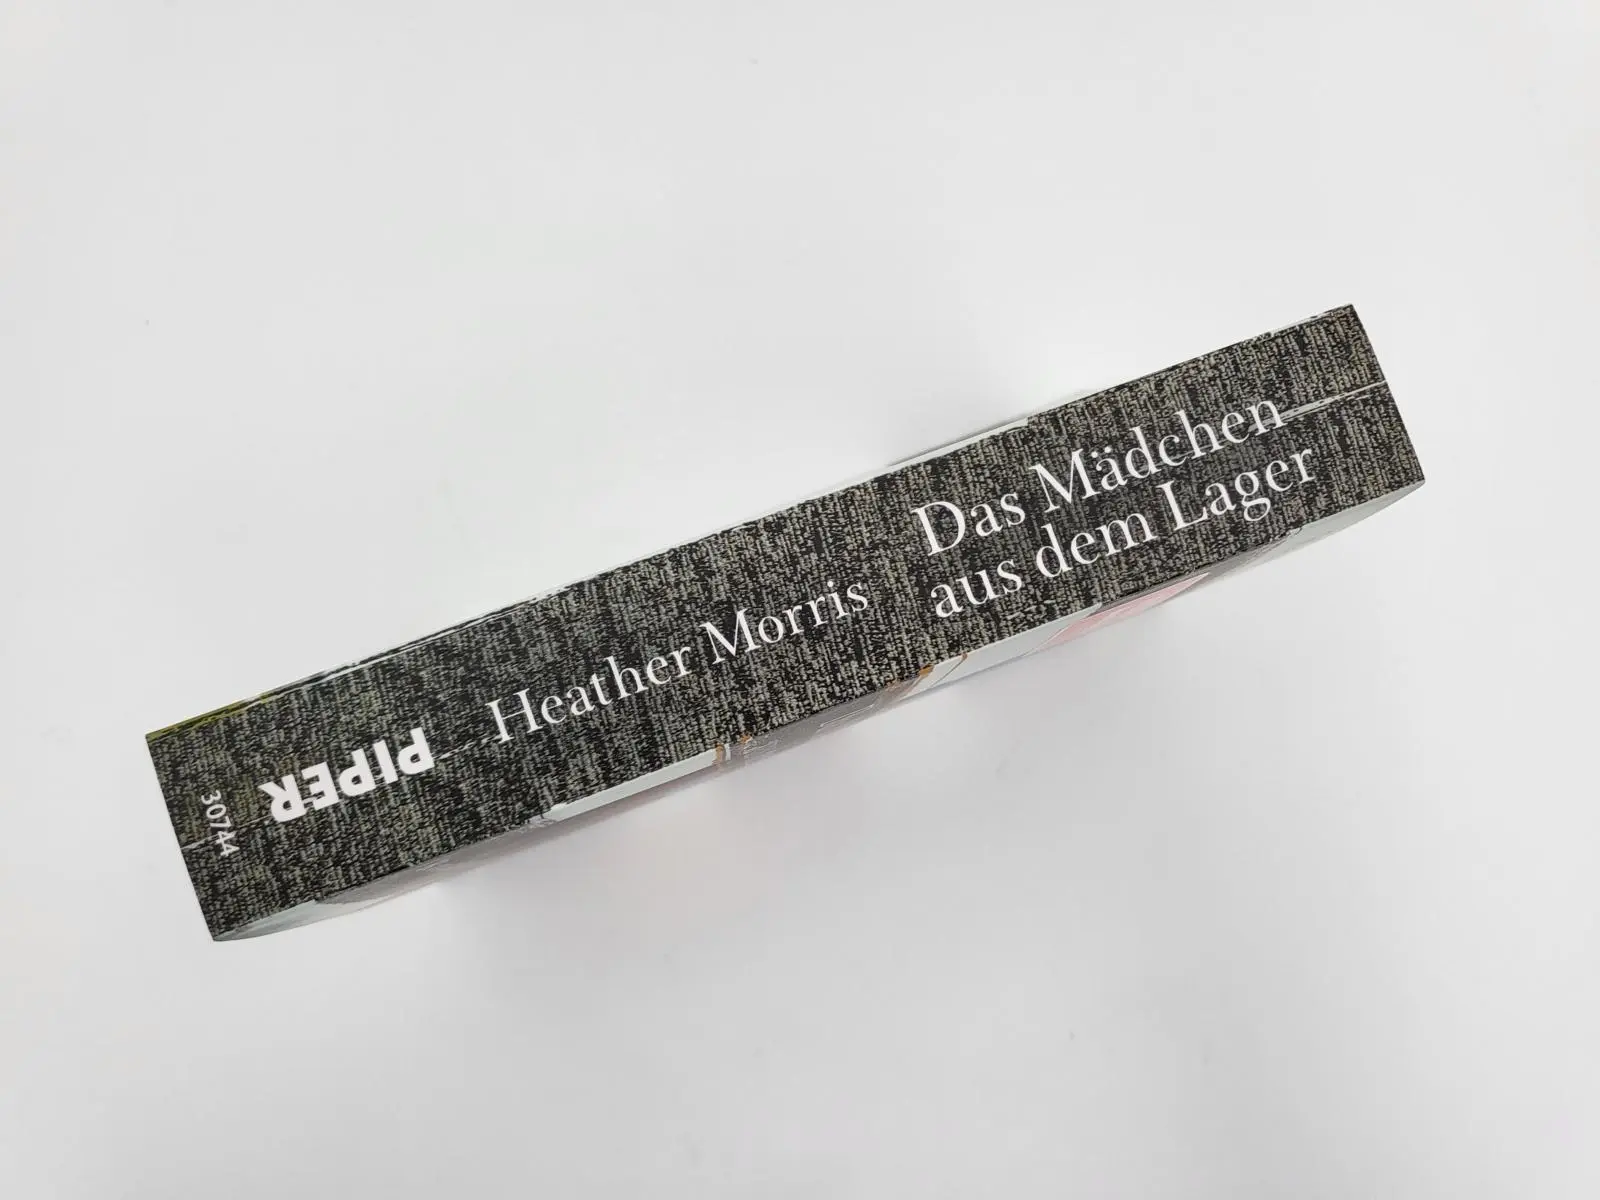 Heather Morris
Das Mädchen
aus dem Lager
PIPER
30744